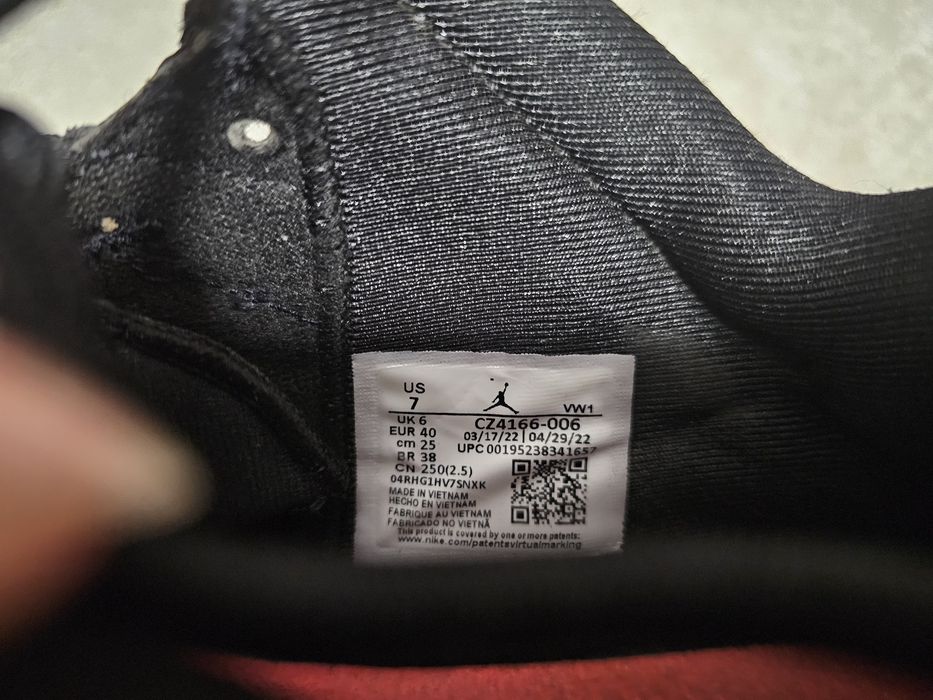 US
7
VW1
UK 6
EUR 40
cm 25
BR 38
CN 250(2.5)
CZ4166-006
03/17/22 | 04/29/22
UPC 00195238341657
04RHG1HV7SNXK
MADE IN VIETNAM
HECHO EN VIETNAM
FABRIQUE AU VIETNAM
FABRICADO NO VIETNÃ
This product is covered by one or more patents:
www.nike.com/patentsvirtualmarking